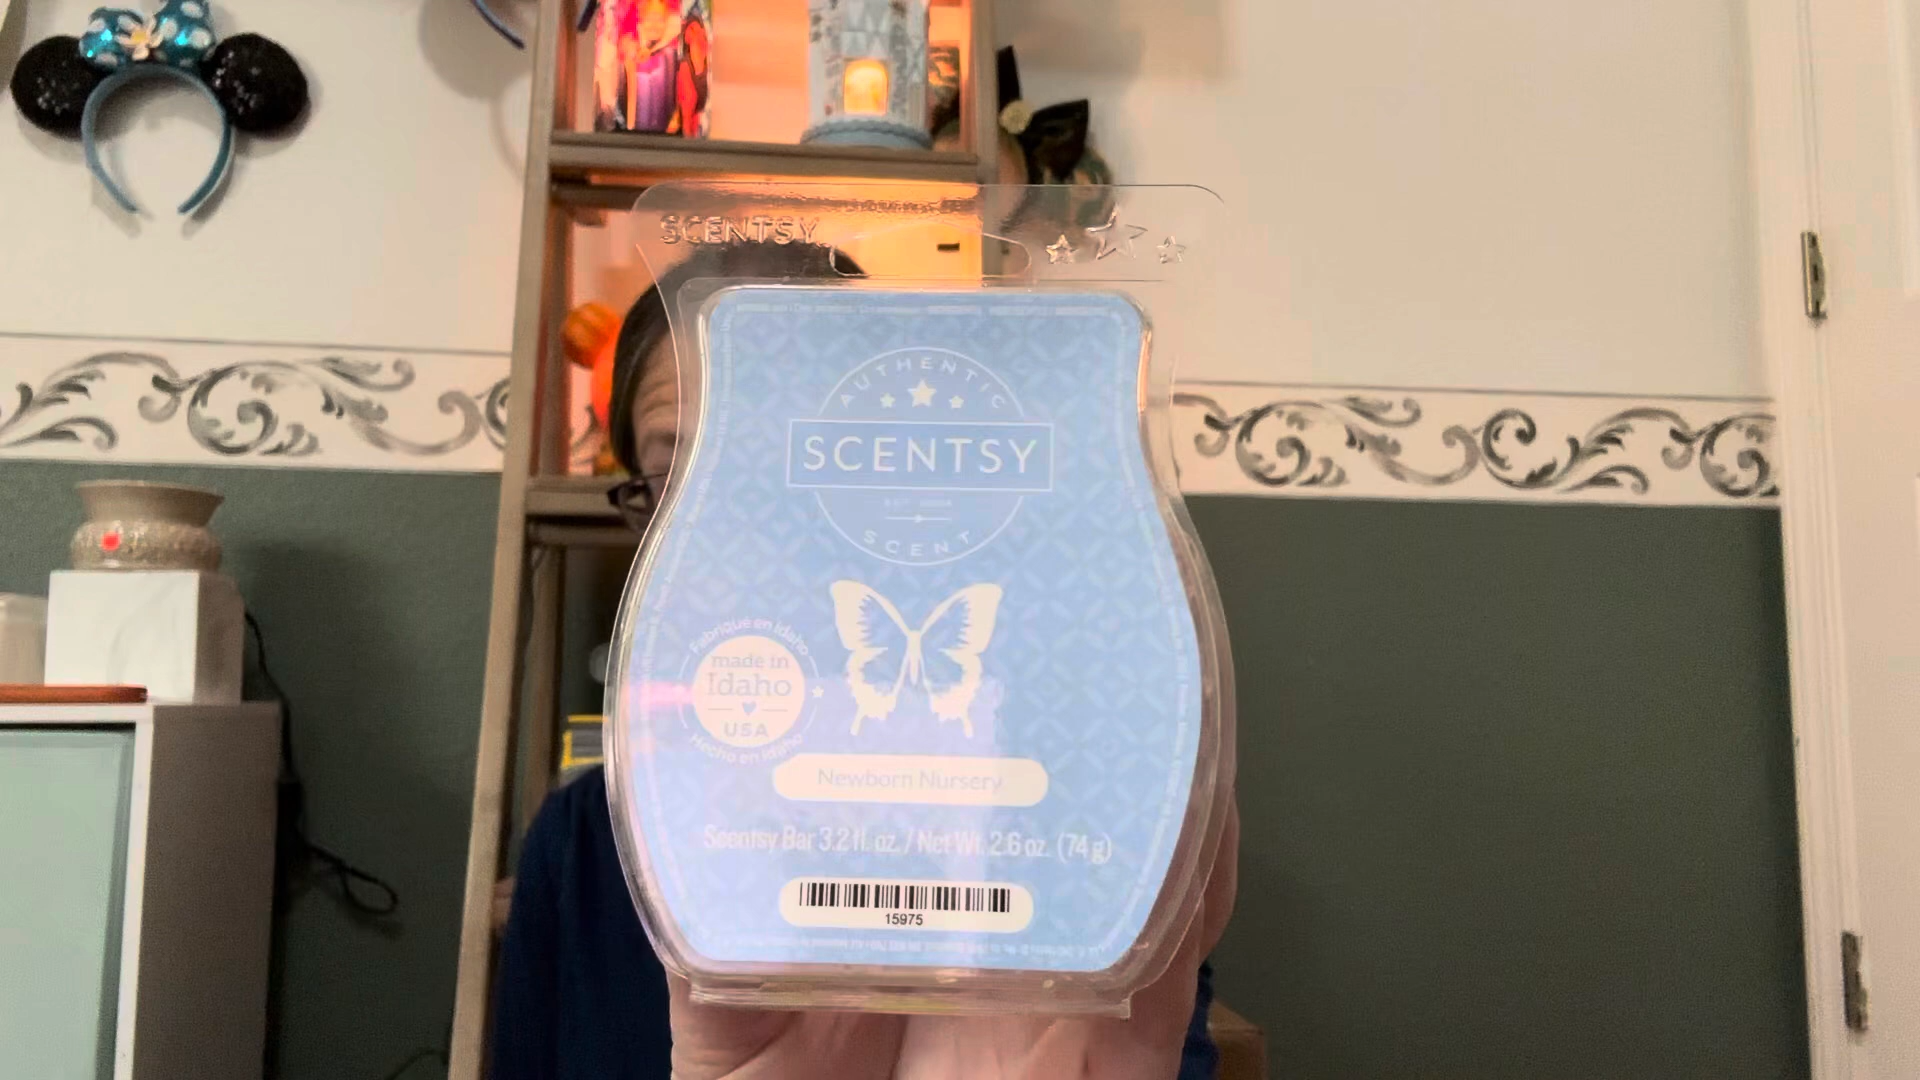 SCENTSY
AUTHENTIC
SCENTSY
SCENT
Fabriqué en Idaho
made in
Idaho
USA
Hecho en Idaho
Newborn Nursery
Scentsy Bar 3.2 fl. oz. / Net Wt. 2.6 oz. (74 g)
15975